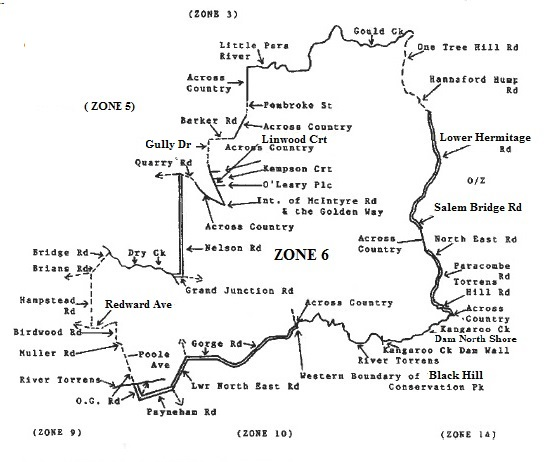 (ZONE 3)
Gould Ck
Little Para
River
One Tree Hill Rd
Across
Country
Hannaford Hump
Rd
( ZONE 5)
Pembroke St
Barker Rd
Across Country
Gully Dr
Linwood Crt
Across Country
Lower Hermitage
Rd
Quarry Rd
Kempson Crt
O'Leary Plc
O/Z
Int. of McIntyre Rd
& the Golden Way
Salem Bridge Rd
Across Country
Across
Country
North East Rd
Bridge Rd
Dry Ck
Nelson Rd
ZONE 6
Brians Rd
Paracombe
Rd
Torrens
Hill Rd
Grand Junction Rd
Hampstead
Rd
Redward Ave
Across Country
Across
Country
Kangaroo Ck
Dam North Shore
Birdwood Rd
Gorge Rd
Kangaroo Ck Dam Wall
Muller Rd
Poole
Ave
River Torrens
River Torrens
Lwr North East Rd
Western Boundary of Black Hill
Conservation Pk
O.G. Rd
Payneham Rd
(ZONE 9)
(ZONE 10)
(ZONE 14)